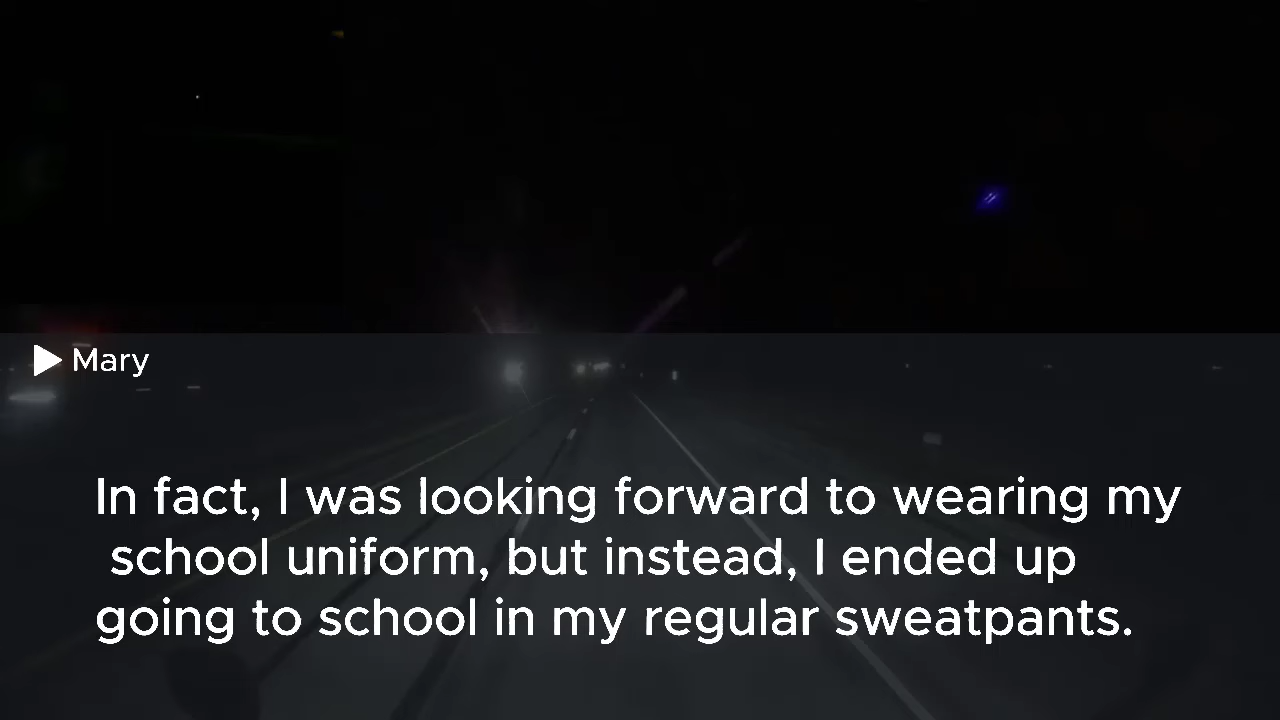 Mary
In fact, I was looking forward to wearing my
school uniform, but instead, I ended up
going to school in my regular sweatpants.